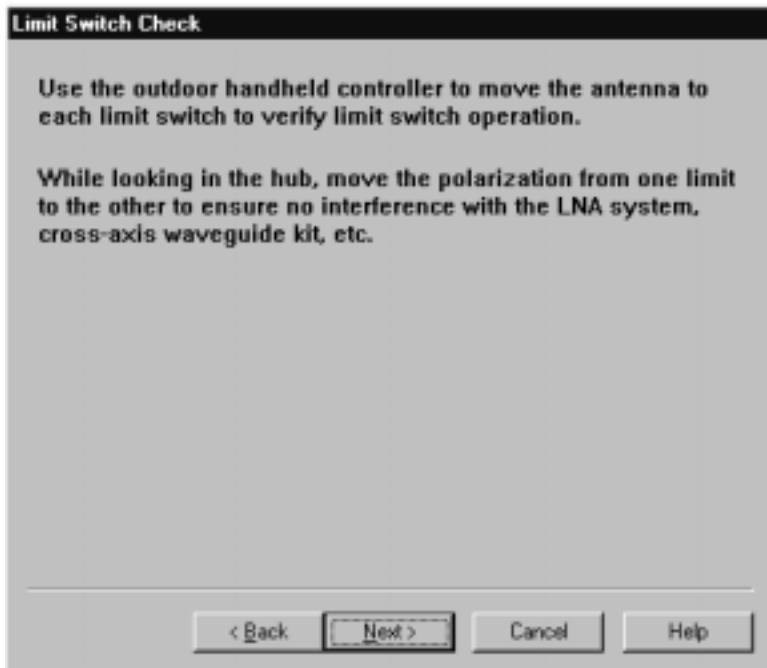 Limit Switch Check
Use the outdoor handheld controller to move the antenna to
each limit switch to verify limit switch operation.
While looking in the hub, move the polarization from one limit
to the other to ensure no interference with the LNA system,
cross-axis waveguide kit, etc.
< Back Next > Cancel Help